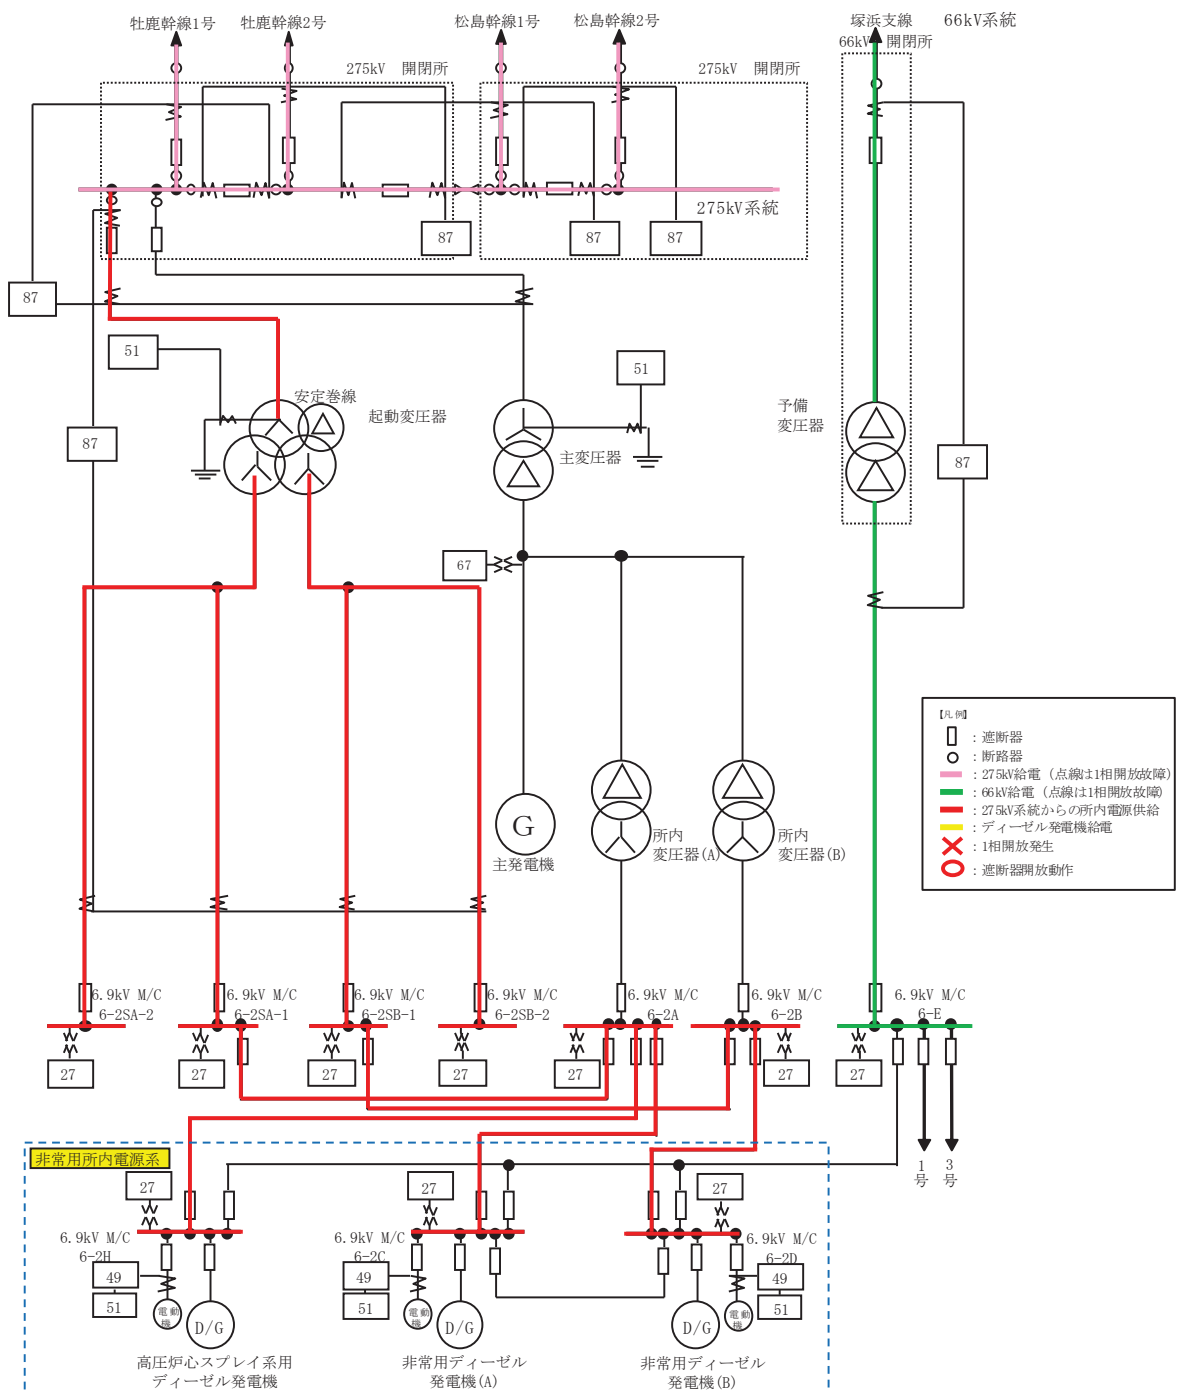 牡鹿幹線1号
牡鹿幹線2号
松島幹線1号
松島幹線2号
塚浜支線
66kV系統
66kV 開閉所
275kV 開閉所
275kV 開閉所
275kV系統
87
87
87
87
51
51
安定巻線
起動変圧器
予備
変圧器
87
主変圧器
87
67
【凡例】
：遮断器
：断路器
：275kV給電（点線は1相開放故障）
：66kV給電（点線は1相開放故障）
：275kV系統からの所内電源供給
：ディーゼル発電機給電
：1相開放発生
：遮断器開放動作
G
主発電機
所内
変圧器(A)
所内
変圧器(B)
6.9kV M/C
6-2SA-2
6.9kV M/C
6-2SA-1
6.9kV M/C
6-2SB-1
6.9kV M/C
6-2SB-2
6.9kV M/C
6-2A
6.9kV M/C
6-2B
6.9kV M/C
6-E
27
27
27
27
27
27
27
1
号
3
号
非常用所内電源系
27
27
27
6.9kV M/C
6-2H
6.9kV M/C
6-2C
6.9kV M/C
6-2D
49
51
49
51
49
51
電動
機
D/G
電動
機
D/G
D/G
電動
機
高圧炉心スプレイ系用
ディーゼル発電機
非常用ディーゼル
発電機(A)
非常用ディーゼル
発電機(B)